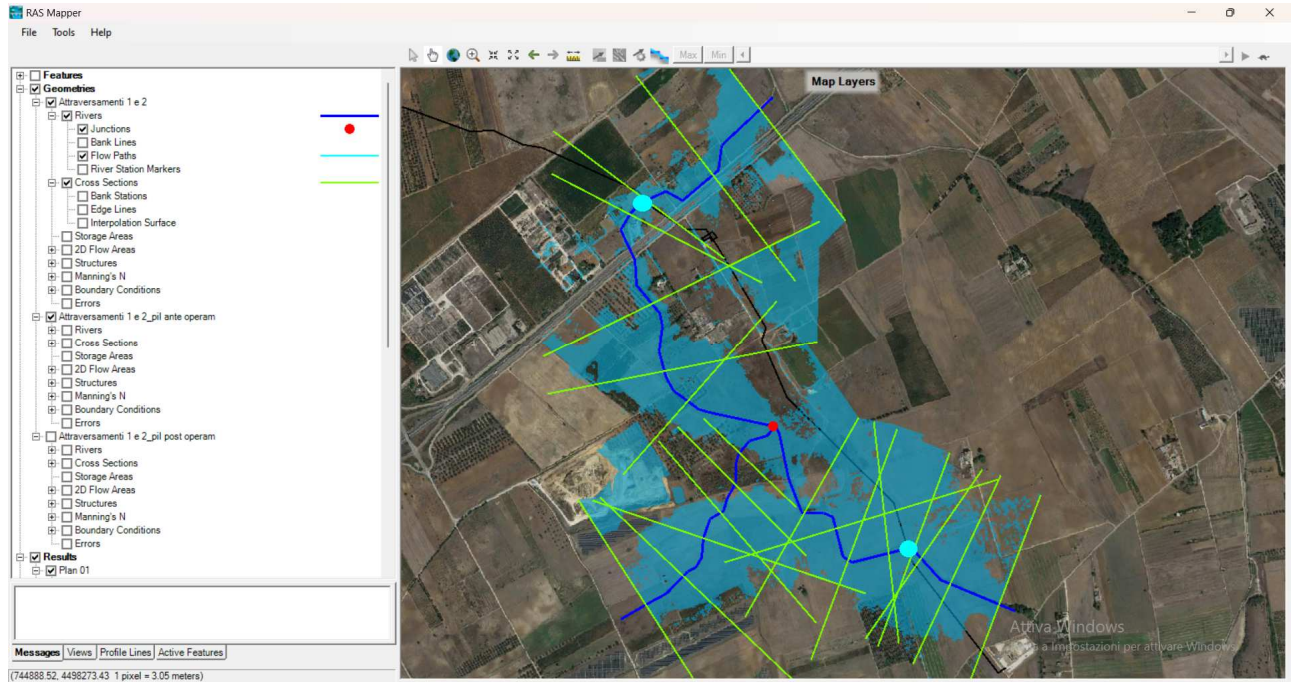 RAS Mapper
File Tools Help
Max Min
Features
Geometries
Attraversamenti 1 e 2
Rivers
Junctions
Bank Lines
Flow Paths
River Station Markers
Cross Sections
Bank Stations
Edge Lines
Interpolation Surface
Storage Areas
2D Flow Areas
Structures
Manning's N
Boundary Conditions
Errors
Attraversamenti 1 e 2_pil ante operam
Rivers
Cross Sections
Storage Areas
2D Flow Areas
Structures
Manning's N
Boundary Conditions
Errors
Attraversamenti 1 e 2_pil post operam
Rivers
Cross Sections
Storage Areas
2D Flow Areas
Structures
Manning's N
Boundary Conditions
Errors
Results
Plan 01
Messages Views Profile Lines Active Features
(744888.52, 4498273.43 1 pixel = 3.05 meters)
Map Layers
Attiva Windows
a Impostazioni per attivare Windows.